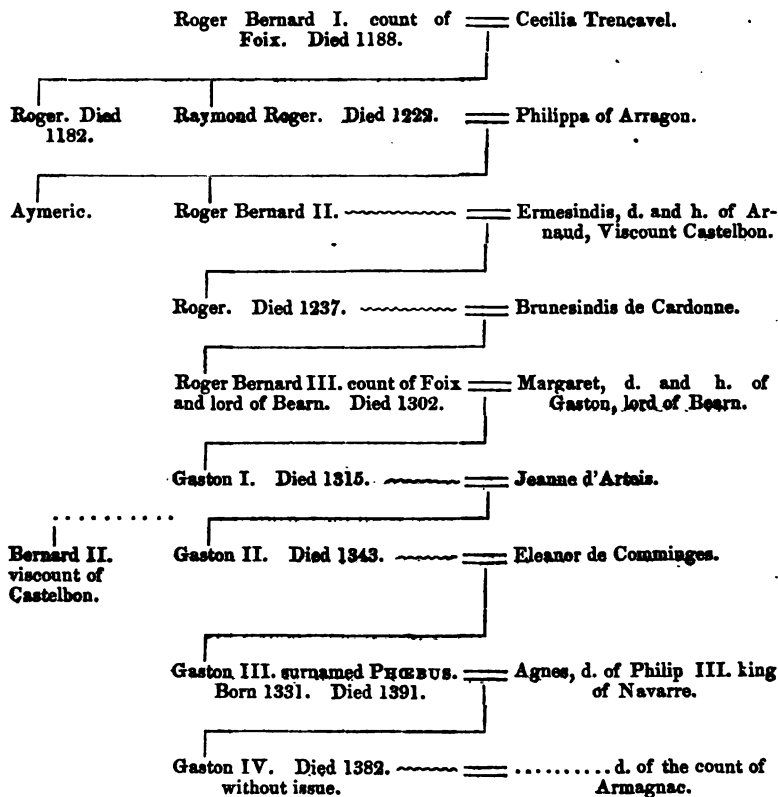 Roger Bernard I. count of Foix. Died 1188.
Cecilia Trencavel.
Roger. Died 1182.
Raymond Roger. Died 1222.
Philippa of Arragon.
Aymeric.
Roger Bernard II.
Ermesindis, d. and h. of Ar-
naud, Viscount Castelbon.
Roger. Died 1237.
Brunesindis de Cardonne.
Roger Bernard III. count of Foix
and lord of Bearn. Died 1302.
Margaret, d. and h. of
Gaston, lord of Bearn.
Gaston I. Died 1315.
Jeanne d'Artois.
Bernard II.
viscount of
Castelbon.
Gaston II. Died 1343.
Eleanor de Comminges.
Gaston III. surnamed PHŒBUS.
Born 1331. Died 1391.
Agnes, d. of Philip III. king
of Navarre.
Gaston IV. Died 1382.
without issue.
..........d. of the count of
Armagnac.